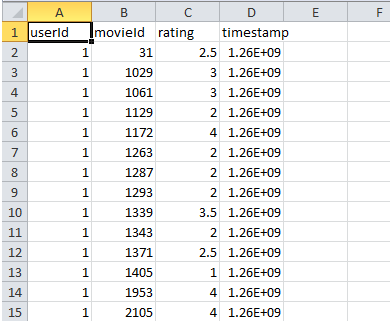 A B C D E F
1 userId movieId rating timestamp
2 1 31 2.5 1.26E+09
3 1 1029 3 1.26E+09
4 1 1061 3 1.26E+09
5 1 1129 2 1.26E+09
6 1 1172 4 1.26E+09
7 1 1263 2 1.26E+09
8 1 1287 2 1.26E+09
9 1 1293 2 1.26E+09
10 1 1339 3.5 1.26E+09
11 1 1343 2 1.26E+09
12 1 1371 2.5 1.26E+09
13 1 1405 1 1.26E+09
14 1 1953 4 1.26E+09
15 1 2105 4 1.26E+09